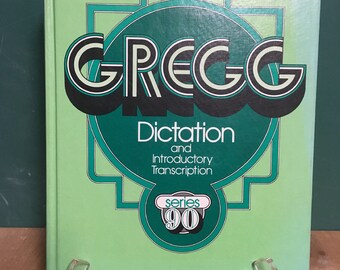 GREGG
Dictation
and
Introductory
Transcription
series
90